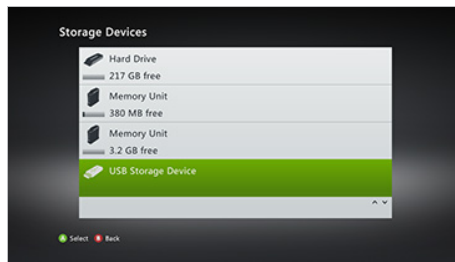 Storage Devices
Hard Drive
217 GB free
Memory Unit
380 MB free
Memory Unit
3.2 GB free
USB Storage Device
A Select B Back